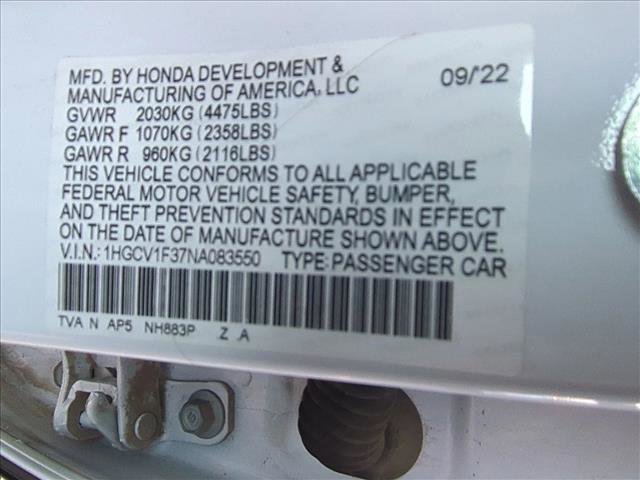 MFD. BY HONDA DEVELOPMENT & 09/'22
MANUFACTURING OF AMERICA, LLC
GVWR 2030KG (4475LBS)
GAWR F 1070KG (2358LBS)
GAWR R 960KG (2116LBS)
THIS VEHICLE CONFORMS TO ALL APPLICABLE
FEDERAL MOTOR VEHICLE SAFETY, BUMPER,
AND THEFT PREVENTION STANDARDS IN EFFECT
ON THE DATE OF MANUFACTURE SHOWN ABOVE.
V.I.N.: 1HGCV1F37NA083550 TYPE: PASSENGER CAR
TVA N AP5 NH883P Z A